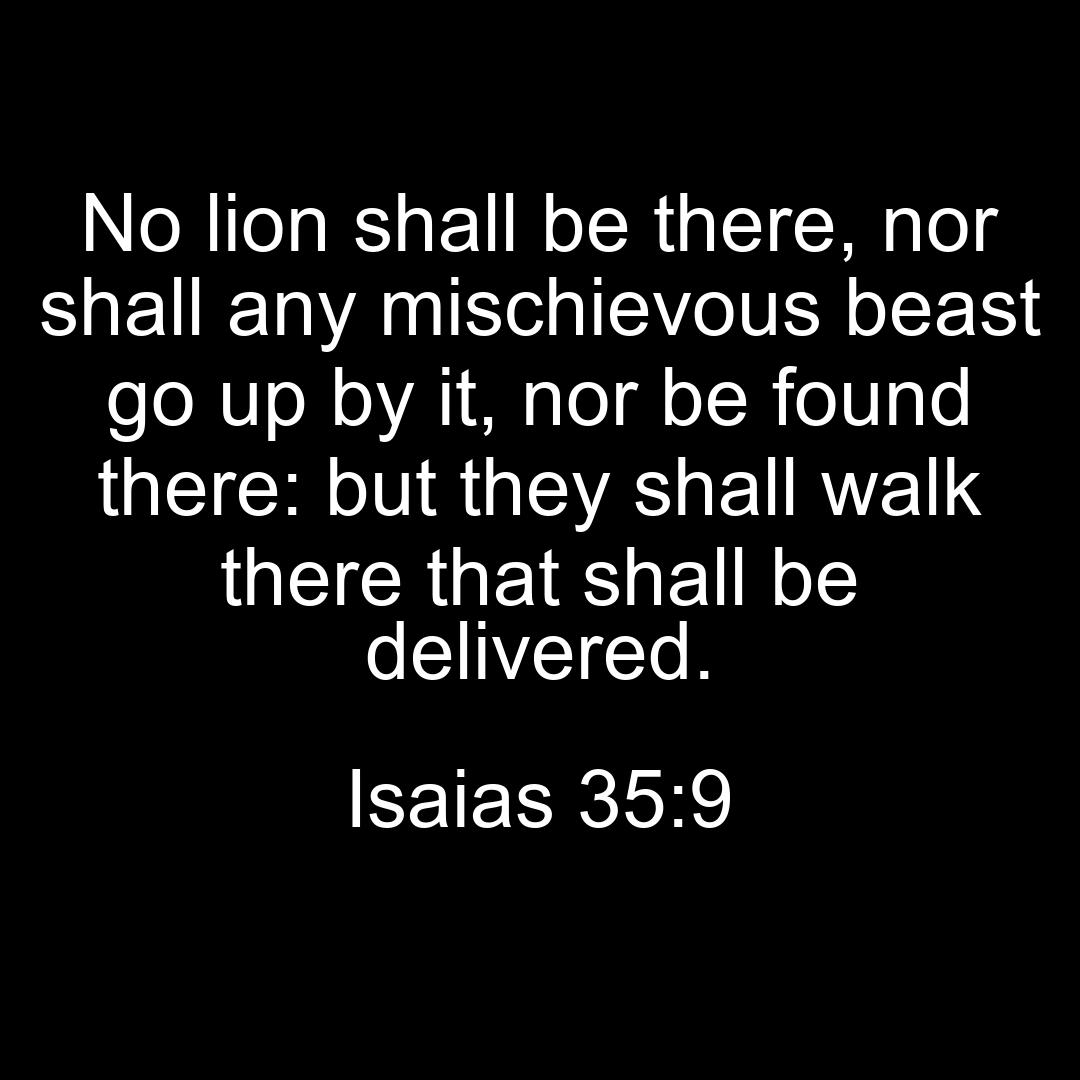 No lion shall be there, nor
shall any mischievous beast
go up by it, nor be found
there: but they shall walk
there that shall be
delivered.
Isaias 35:9